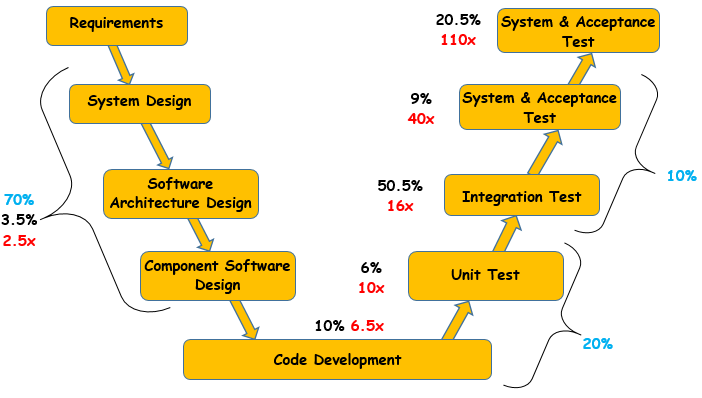 Requirements
System Design
Software
Architecture Design
Component Software
Design
70%
3.5%
2.5x
10% 6.5x
Code Development
20%
6%
10x
Unit Test
50.5%
16x
Integration Test
10%
9%
40x
System & Acceptance
Test
20.5%
110x
System & Acceptance
Test